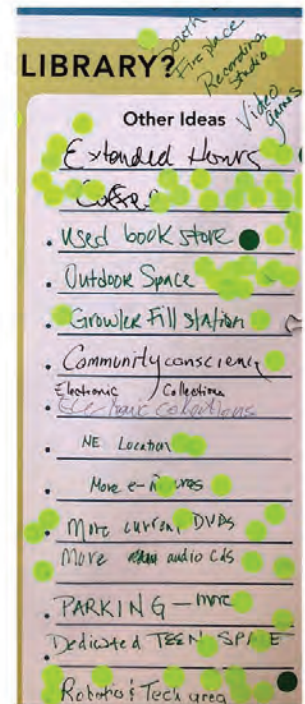 South
Fireplace
Recording
Studio
LIBRARY?
Video
games
Other Ideas
Extended Hours
Coffee
• Used book store
• Outdoor Space
• Growler Fill Station
• Community
Electronic / Collections
• Electronic collections
• NE Location
• More e-
• More current DVDs
More audio cds
• PARKING - more
Dedicated TEEN SPACE
• Robotics & Tech area